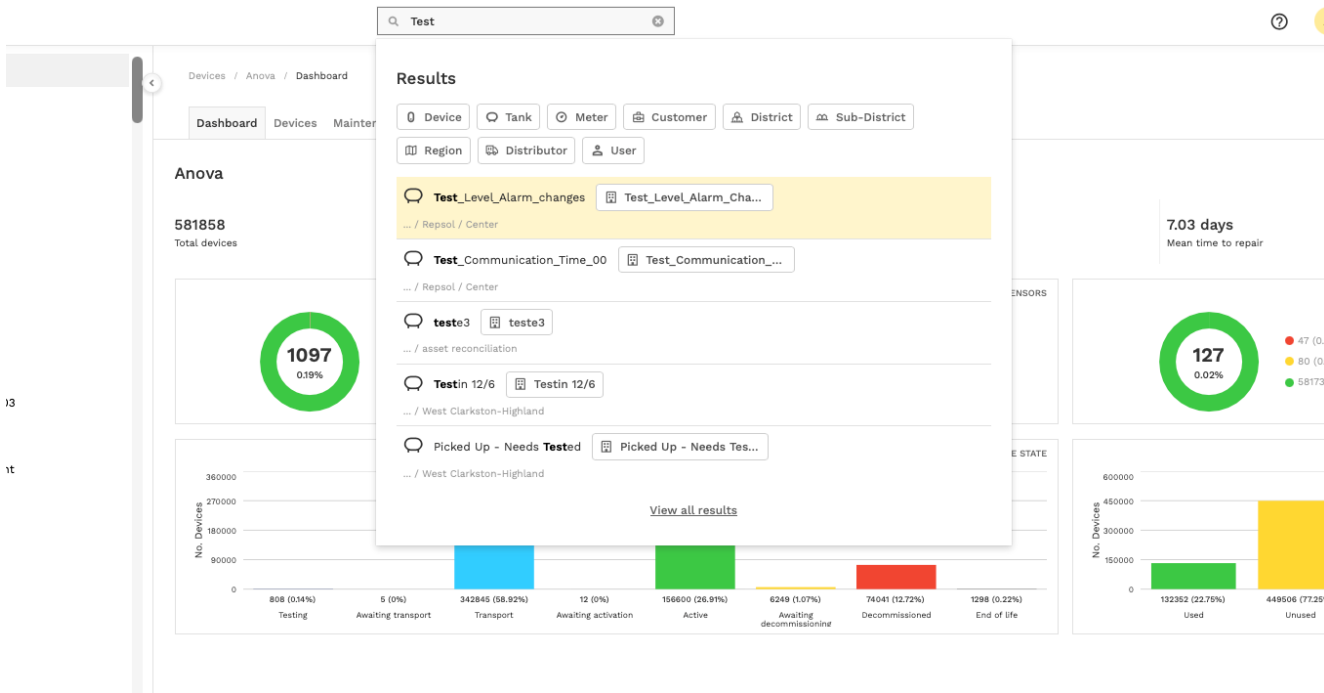 Test
Devices / Anova / Dashboard
Dashboard Devices
Anova
581858
Total devices
7.03 days
Mean time to repair
Results
Device Tank Meter Customer District Sub-District
Region Distributor User
Test_Level_Alarm_changes Test_Level_Alarm_Cha...
... / Repsol / Center
Test_Communication_Time_00 Test_Communication_...
... / Repsol / Center
teste3 teste3
... / asset reconciliation
Testin 12/6 Testin 12/6
... / West Clarkston-Highland
Picked Up - Needs Tested Picked Up - Needs Tes...
... / West Clarkston-Highland
View all results
1097
0.19%
127
0.02%
47 (0.
80 (0.
58173
E STATE
No. Devices
360000
270000
180000
90000
0
808 (0.14%) 5 (0%) 342845 (58.92%) 12 (0%) 156600 (26.91%) 6249 (1.07%) 74041 (12.72%) 1298 (0.22%)
Testing Awaiting transport Transport Awaiting activation Active Awaiting decommissioning Decommissioned End of life
No. Devices
600000
450000
300000
150000
0
132352 (22.75%) 449506 (77.25%
Used Unused